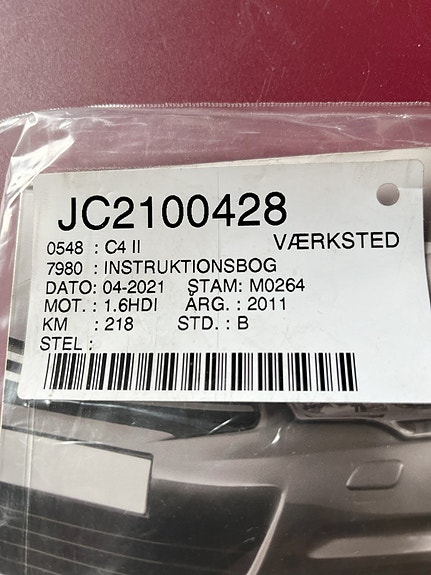 JC2100428
0548 : C4 II VÆRKSTED
7980 : INSTRUKTIONSBOG
DATO: 04-2021 STAM: M0264
MOT. : 1.6HDI ÅRG. : 2011
KM : 218 STD. : B
STEL :